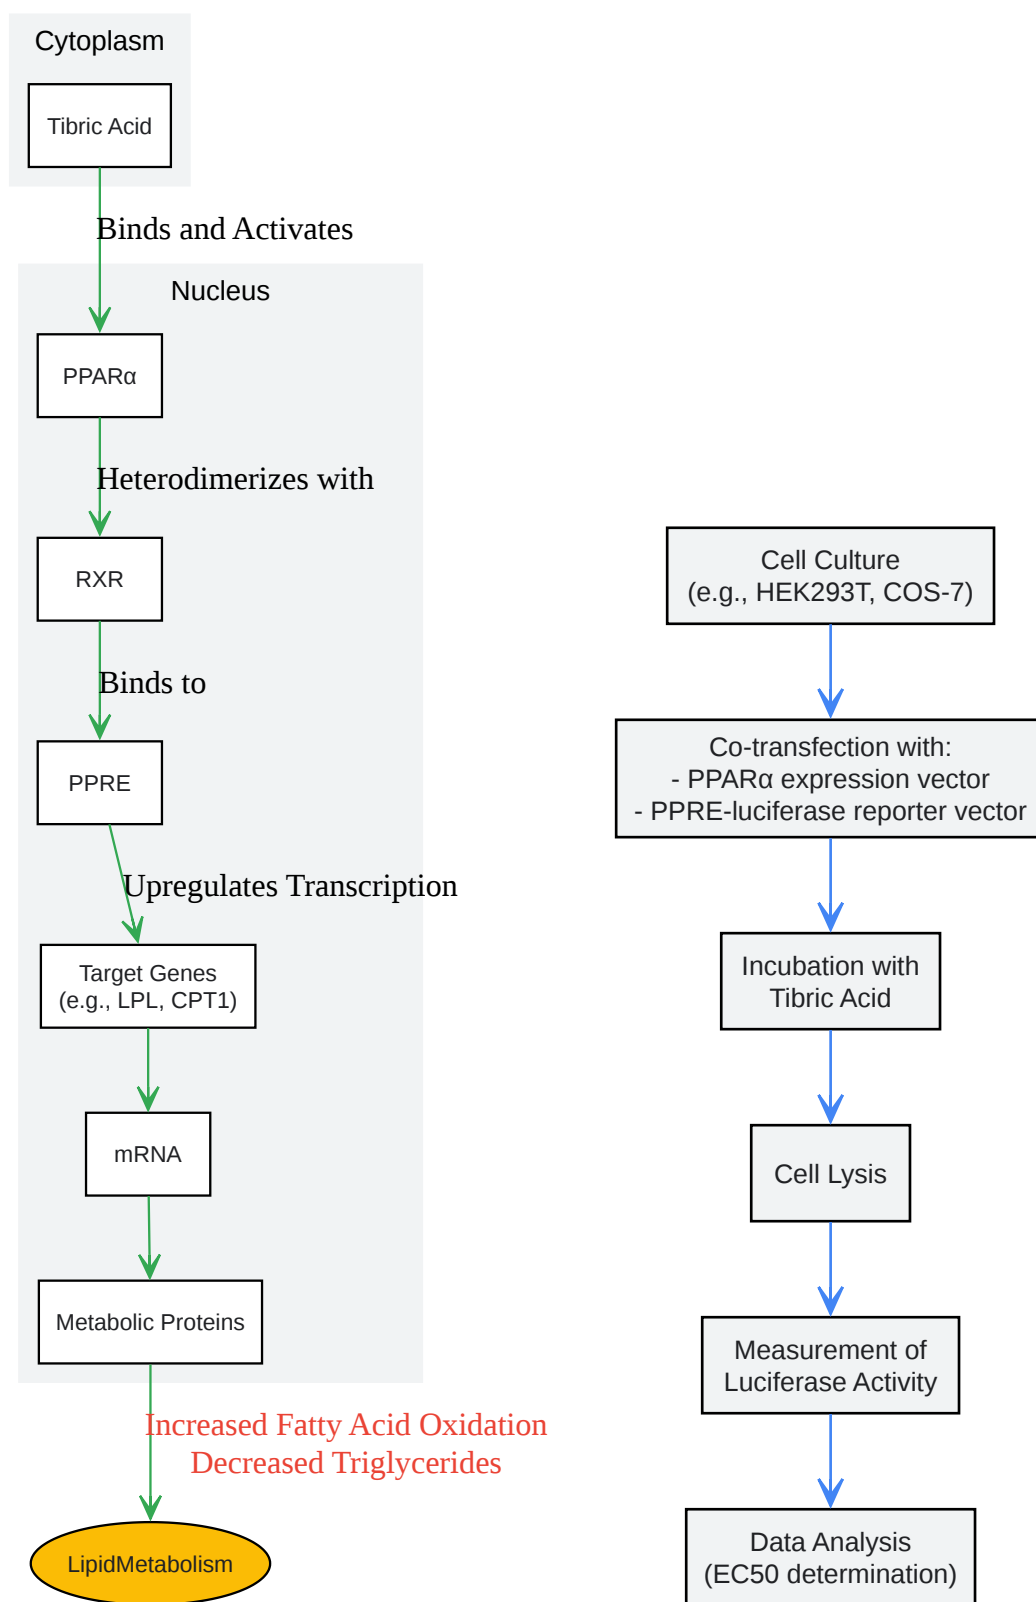 Cytoplasm
Tibric Acid
Binds and Activates
Nucleus
PPARα
Heterodimerizes with
RXR
Binds to
PPRE
Upregulates Transcription
Target Genes
(e.g., LPL, CPT1)
mRNA
Metabolic Proteins
Increased Fatty Acid Oxidation
Decreased Triglycerides
LipidMetabolism
Cell Culture
(e.g., HEK293T, COS-7)
Co-transfection with:
- PPARα expression vector
- PPRE-luciferase reporter vector
Incubation with
Tibric Acid
Cell Lysis
Measurement of
Luciferase Activity
Data Analysis
(EC50 determination)